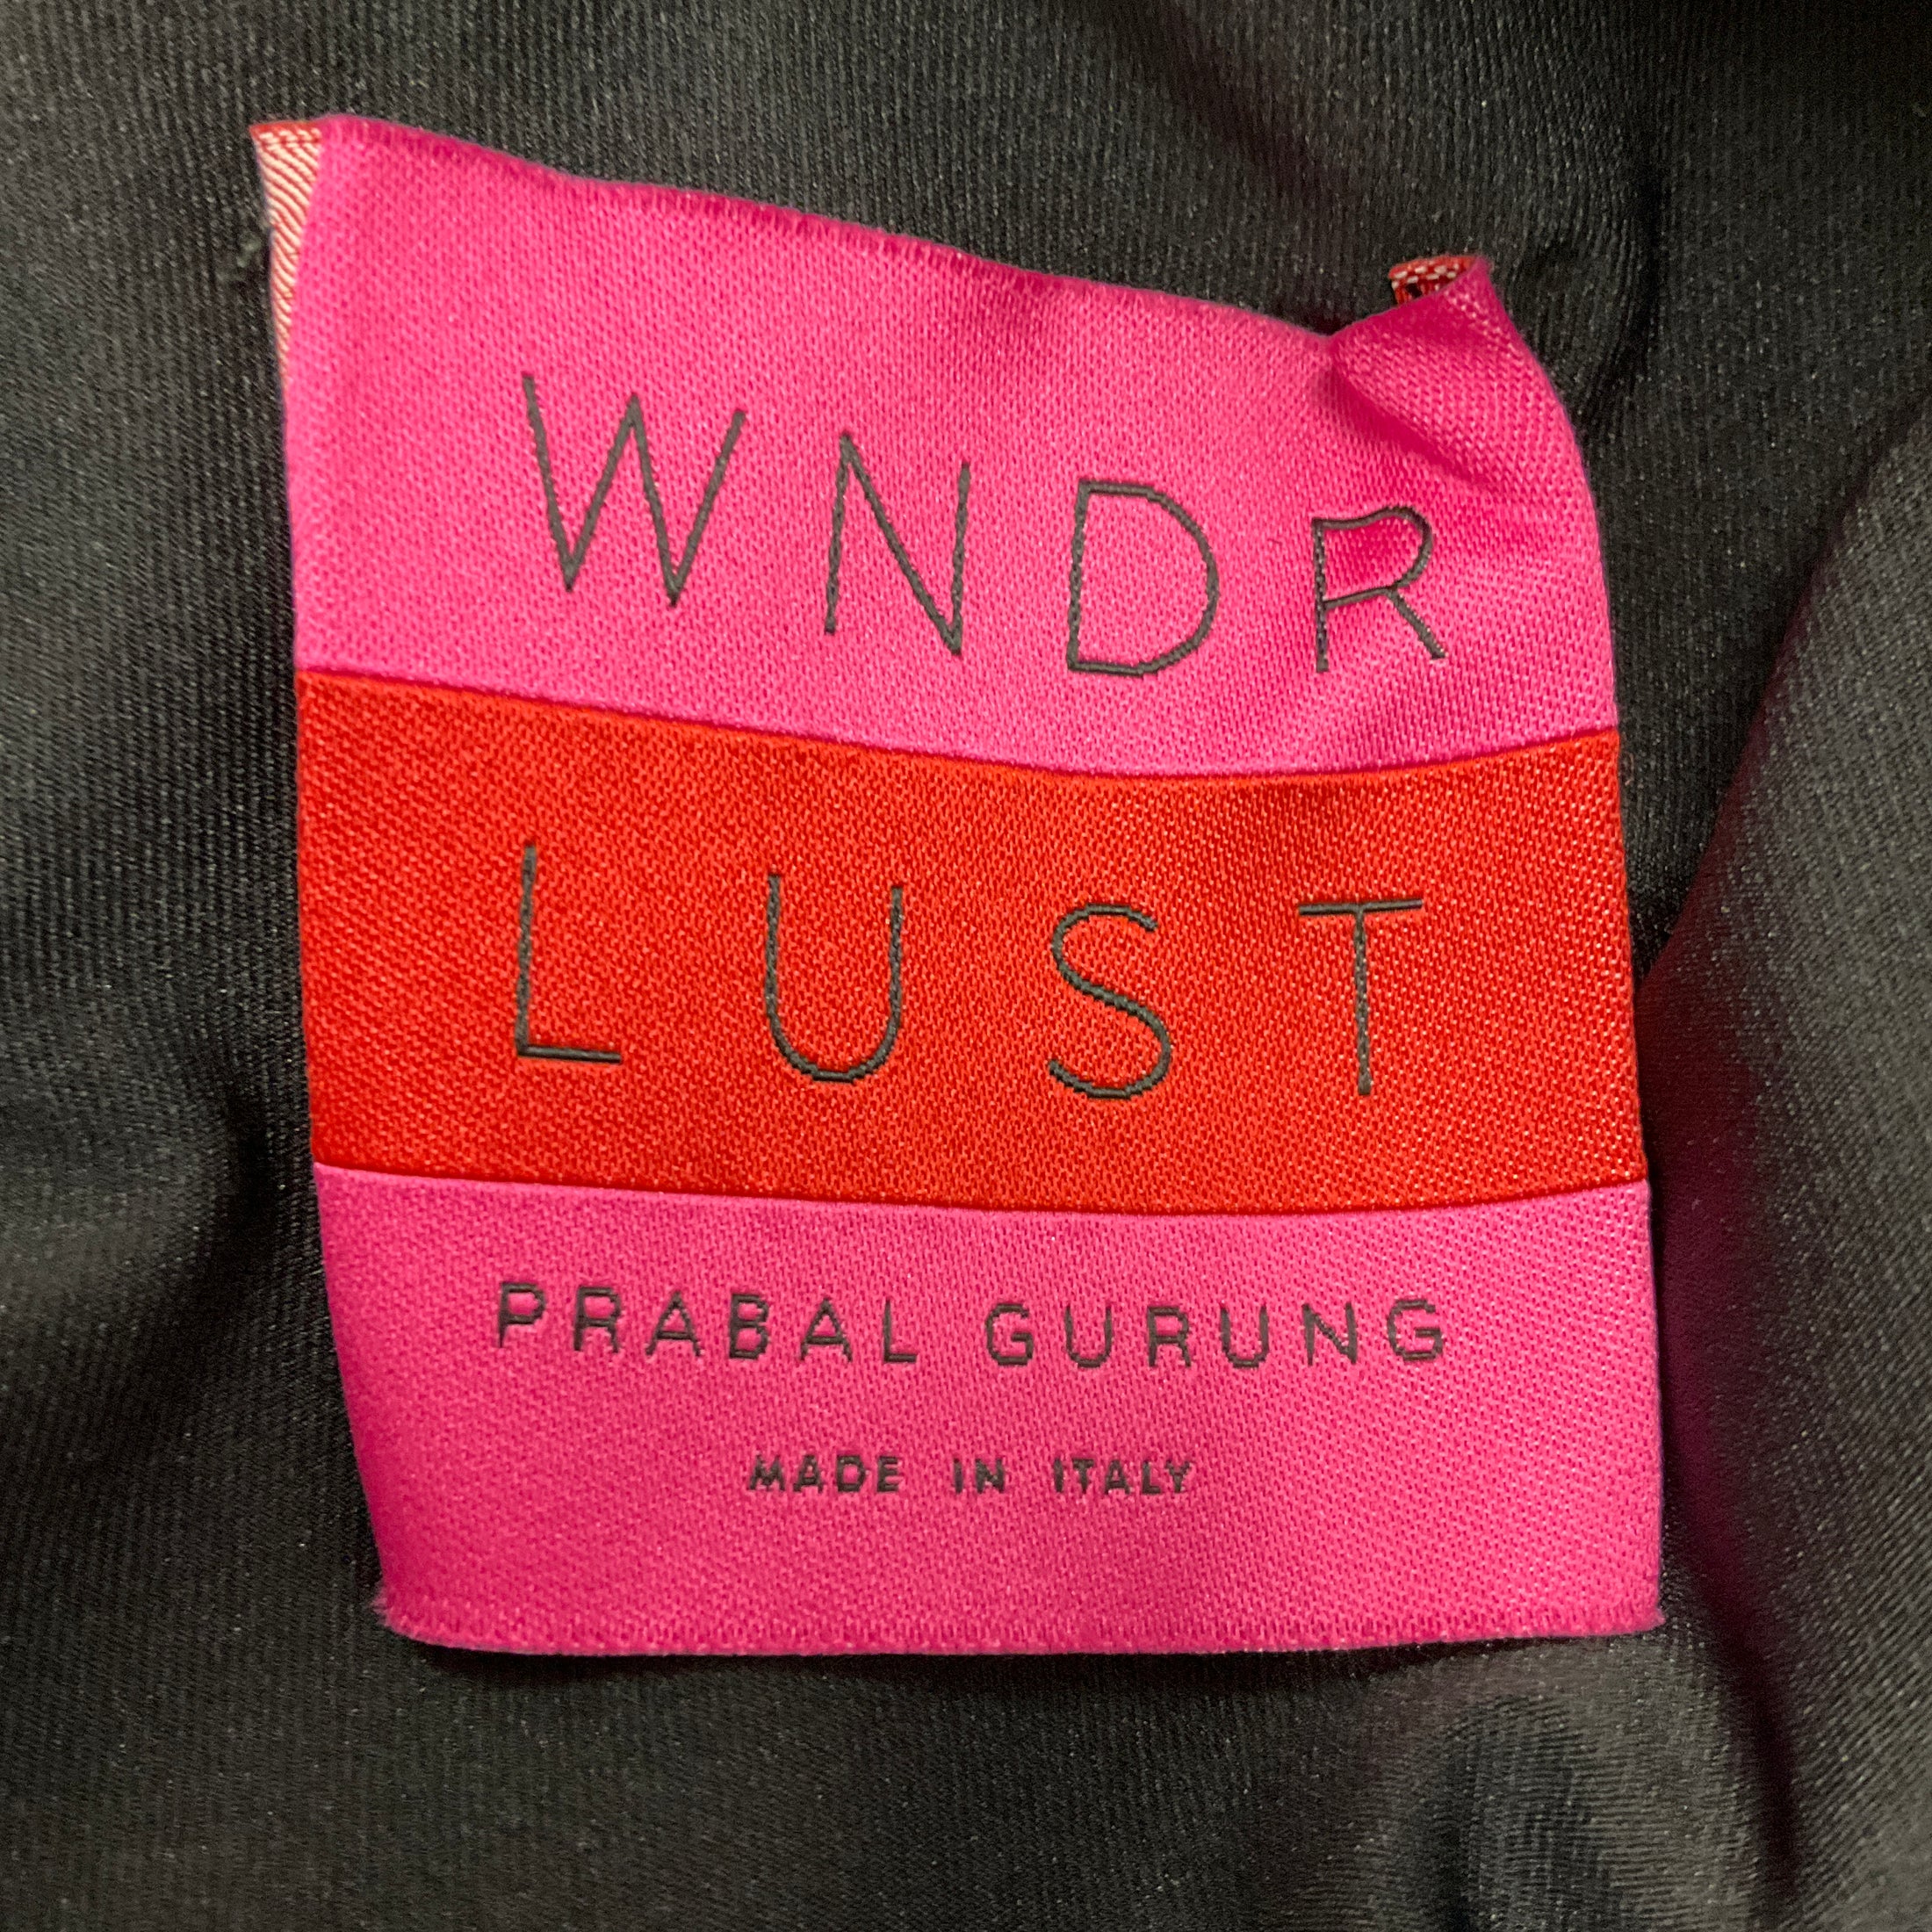 WNDR
LUST
PRABAL GURUNG
MADE IN ITALY